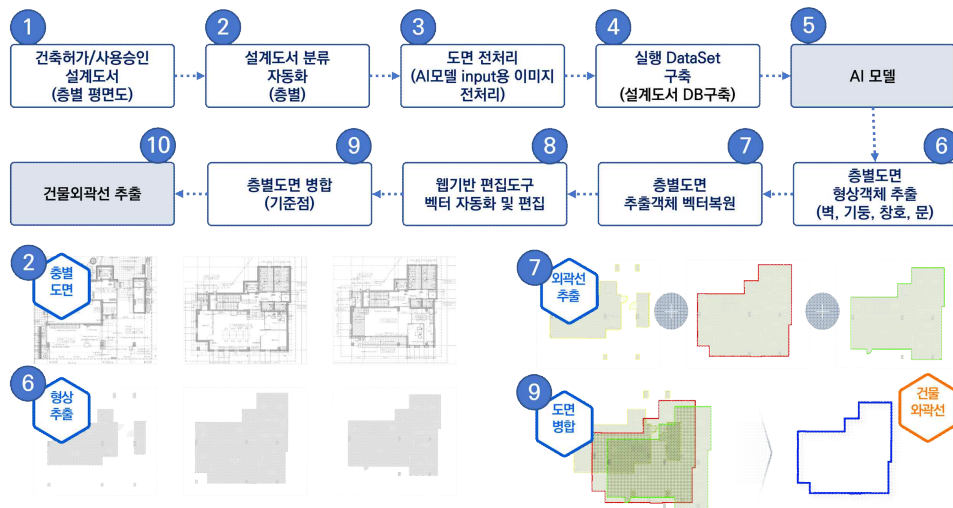 1
건축허가/사용승인
설계도서
(층별 평면도)
2
설계도서 분류
자동화
(층별)
3
도면 전처리
(AI모델 input용 이미지
전처리)
4
실행 DataSet
구축
(설계도서 DB구축)
5
AI 모델
6
층별도면
형상객체 추출
(벽, 기둥, 창호, 문)
7
층별도면
추출객체 벡터복원
8
웹기반 편집도구
벡터 자동화 및 편집
9
층별도면 병합
(기준점)
10
건물외곽선 추출
2
층별
도면
6
형상
추출
7
외곽선
추출
9
도면
병합
건물
외곽선